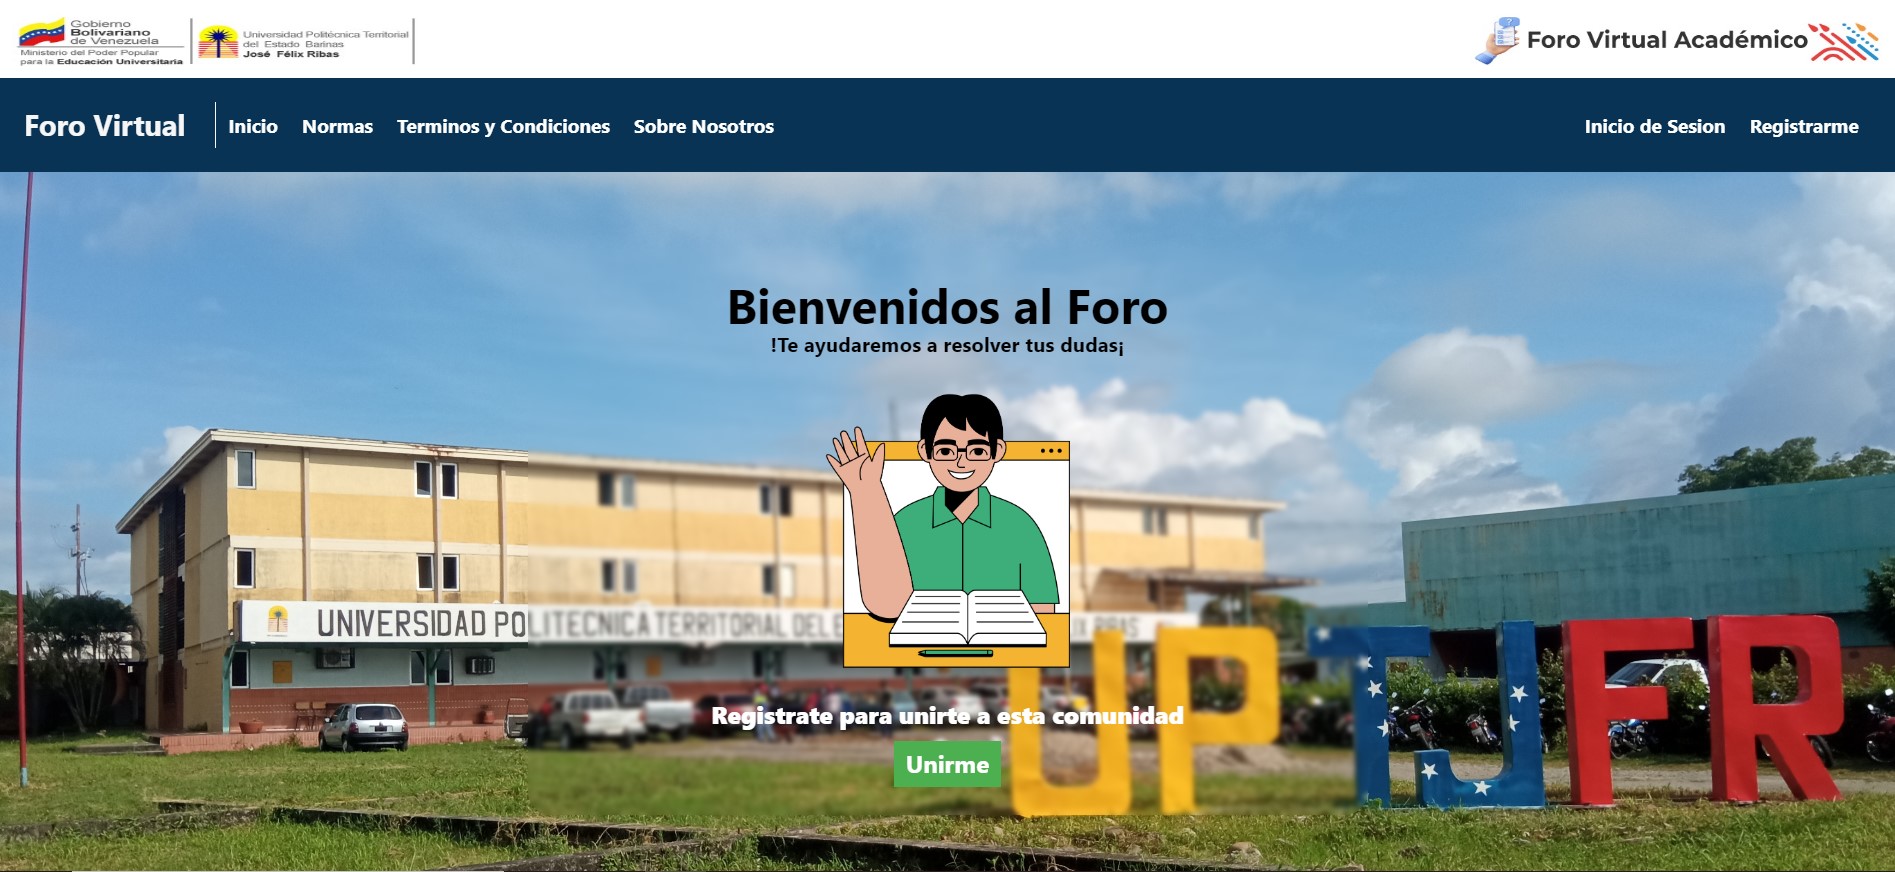 Gobierno
Bolivariano
de Venezuela
Ministerio del Poder Popular
para la Educación Universitaria
Universidad Politécnica Territorial
del Estado Barinas
José Félix Ribas
Foro Virtual Académico
Foro Virtual
Inicio
Normas
Terminos y Condiciones
Sobre Nosotros
Inicio de Sesion
Registrarme
Bienvenidos al Foro
!Te ayudaremos a resolver tus dudas¡
UNIVERSIDAD POLITECNICA TERRITORIAL DEL E
IX RIBAS
UPTJFR
Registrate para unirte a esta comunidad
Unirme